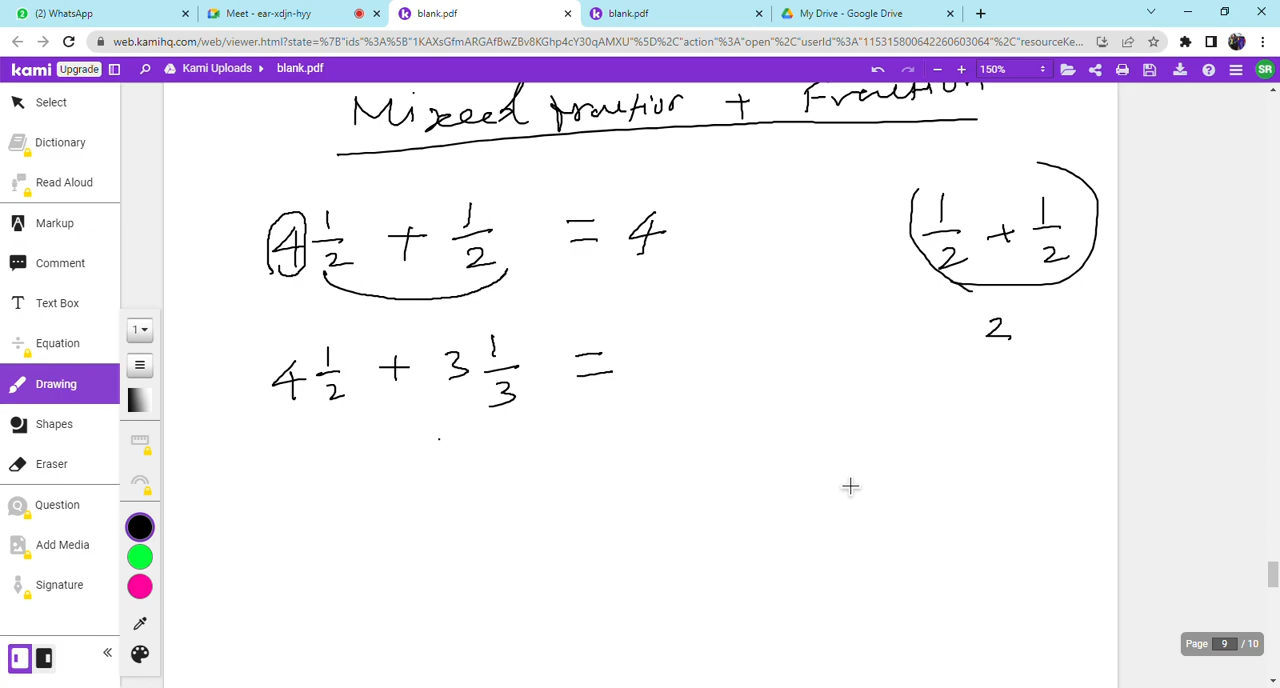 (2) WhatsApp
Meet - ear-xdjn-hyy
blank.pdf
blank.pdf
My Drive - Google Drive
web.kamihq.com/web/viewer.html?state=%7B"ids"%3A%5B"1KAXsGfmARGAfBwZBv8KGhp4cY30qAMXU"%5D%2C"action"%3A"open"%2C"userId"%3A"115315800642260603064"%2C"resourceKe...
kami Upgrade Kami Uploads blank.pdf 150% SR
Select
Dictionary
Read Aloud
Markup
Comment
Text Box
Equation
Drawing
Shapes
Eraser
Question
Add Media
Signature
1
Mixeed fraction + Fraction
4 1/2 + 1/2 = 4
1/2 + 1/2
2
4 1/2 + 3 1/3 =
Page 9 / 10